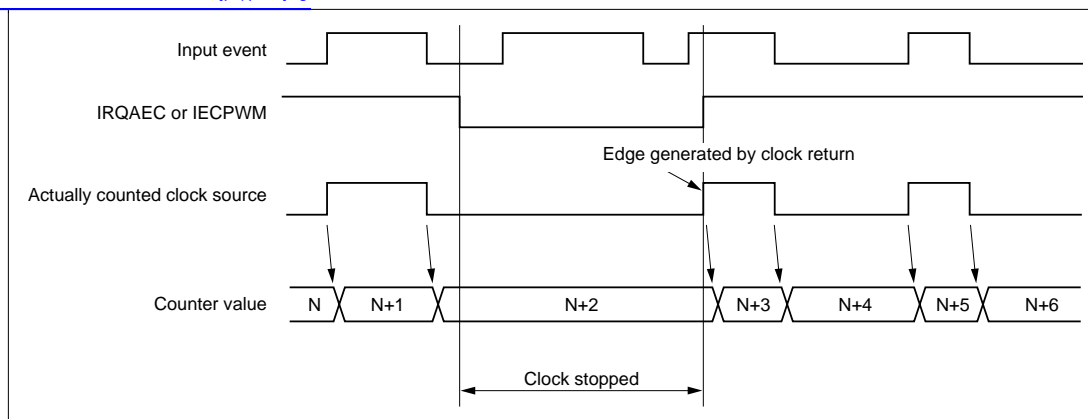 Input event
IRQAEC or IECPWM
Edge generated by clock return
Actually counted clock source
Counter value
N
N+1
N+2
N+3
N+4
N+5
N+6
Clock stopped